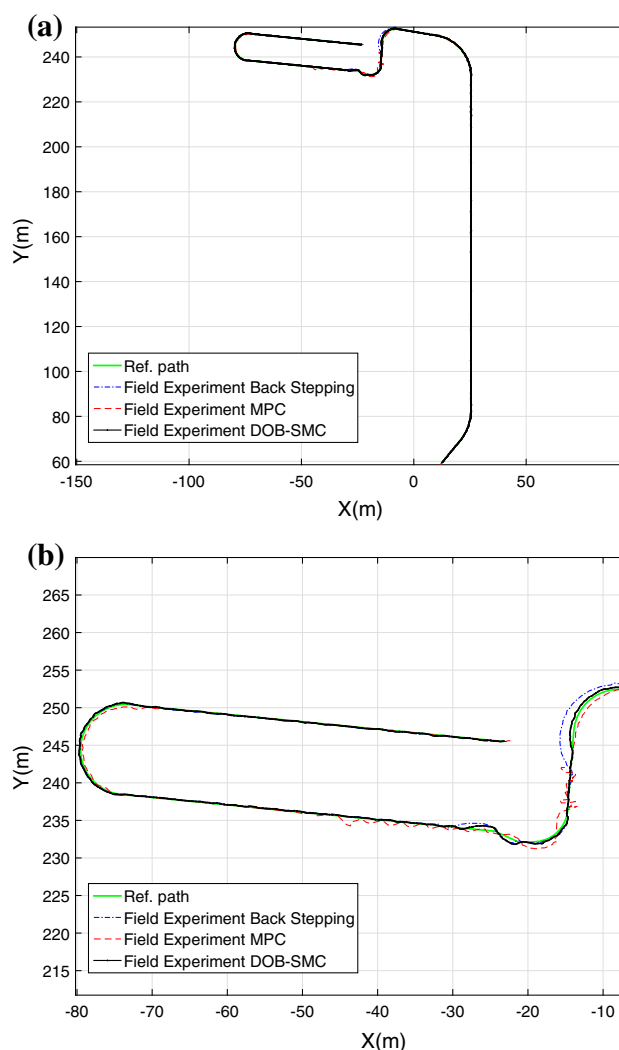 (a)
240
220
200
180
160
140
120
100
80
60
Y(m)
Ref. path
Field Experiment Back Stepping
Field Experiment MPC
Field Experiment DOB-SMC
-150
-100
-50
0
50
X(m)
(b)
265
260
255
250
245
240
235
230
225
220
215
Y(m)
Ref. path
Field Experiment Back Stepping
Field Experiment MPC
Field Experiment DOB-SMC
-80
-70
-60
-50
-40
-30
-20
-10
X(m)